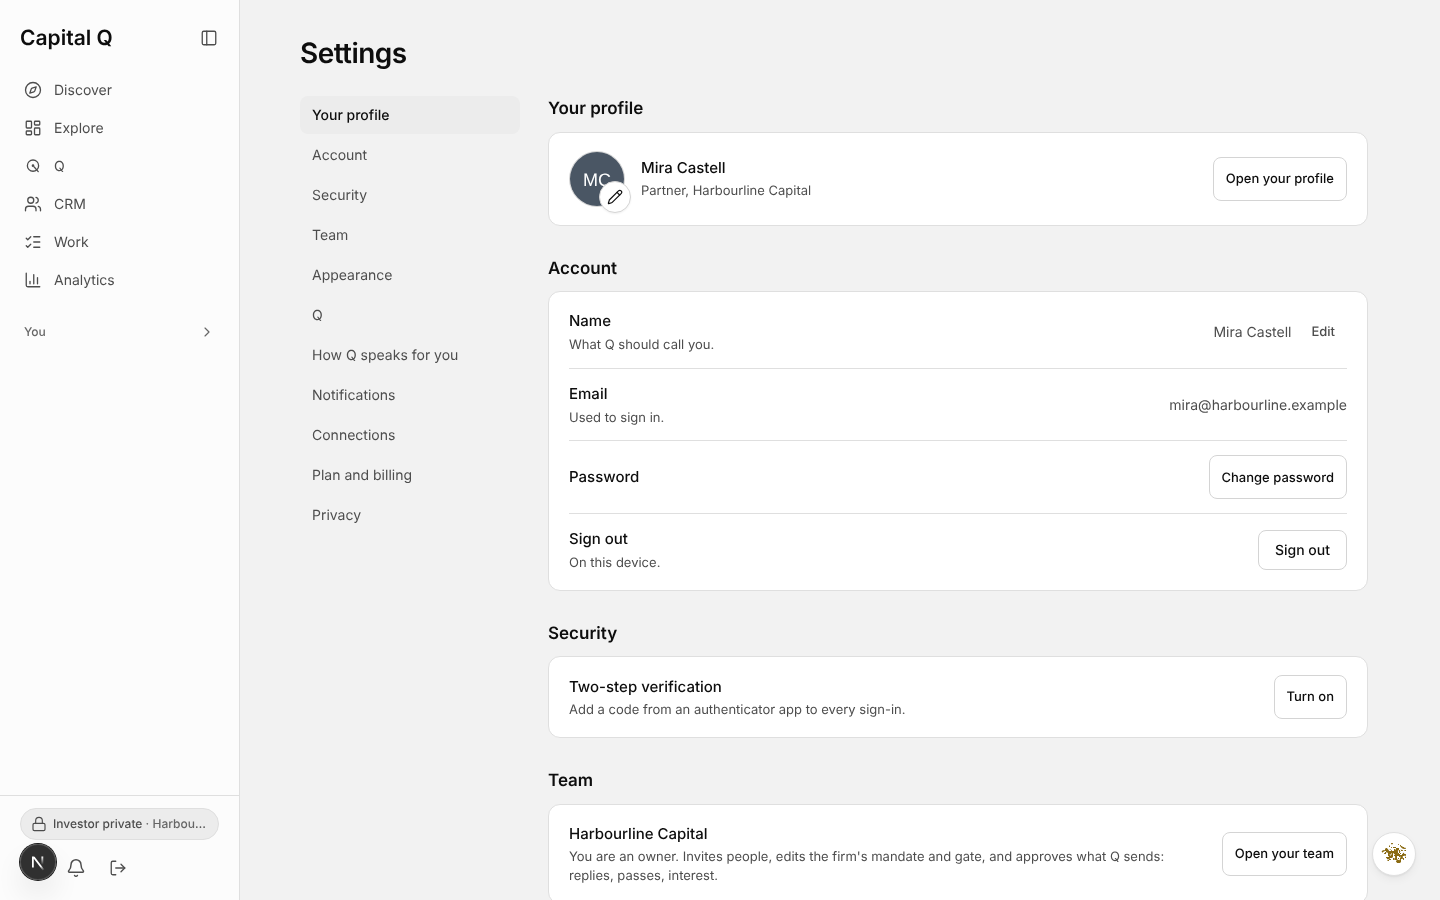 Capital Q
Discover
Explore
Q
CRM
Work
Analytics
You
Investor private · Harbou...
N
Settings
Your profile
Account
Security
Team
Appearance
Q
How Q speaks for you
Notifications
Connections
Plan and billing
Privacy
Your profile
MC
Mira Castell
Partner, Harbourline Capital
Open your profile
Account
Name
What Q should call you.
Mira Castell
Edit
Email
Used to sign in.
mira@harbourline.example
Password
Change password
Sign out
On this device.
Sign out
Security
Two-step verification
Add a code from an authenticator app to every sign-in.
Turn on
Team
Harbourline Capital
You are an owner. Invites people, edits the firm's mandate and gate, and approves what Q sends:
replies, passes, interest.
Open your team